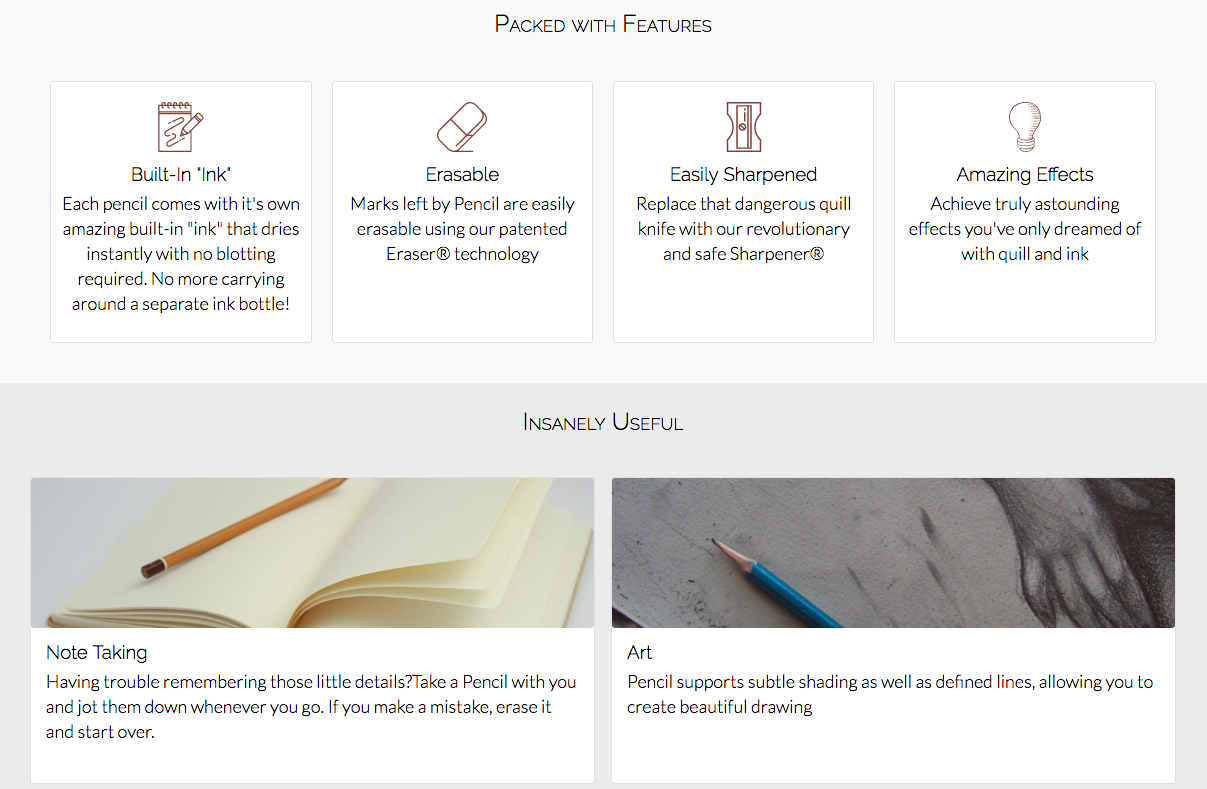 Packed with Features
Built-In "Ink"
Each pencil comes with it's own
amazing built-in "ink" that dries
instantly with no blotting
required. No more carrying
around a separate ink bottle!
Erasable
Marks left by Pencil are easily
erasable using our patented
Eraser® technology
Easily Sharpened
Replace that dangerous quill
knife with our revolutionary
and safe Sharpener®
Amazing Effects
Achieve truly astounding
effects you've only dreamed of
with quill and ink
Insanely Useful
Note Taking
Having trouble remembering those little details?Take a Pencil with you
and jot them down whenever you go. If you make a mistake, erase it
and start over.
Art
Pencil supports subtle shading as well as defined lines, allowing you to
create beautiful drawing